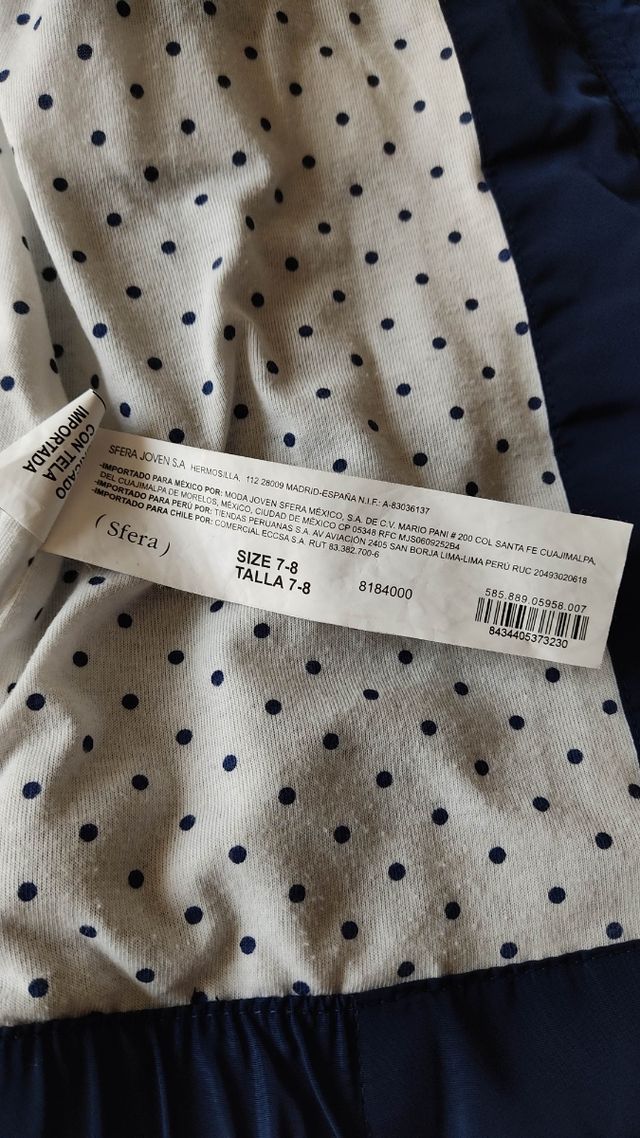 CON TELA
IMPORTADA
SFERA JOVEN S.A HERMOSILLA, 112 28009 MADRID-ESPAÑA N.I.F.: A-83036137
-IMPORTADO PARA MÉXICO POR: MODA JOVEN SFERA MÉXICO, S.A. DE C.V. MARIO PANI # 200 COL SANTA FE CUAJIMALPA,
DEL CUAJIMALPA DE MORELOS, MÉXICO, CIUDAD DE MÉXICO CP 05348 RFC MJS0609252B4
-IMPORTADO PARA PERÚ POR: TIENDAS PERUANAS S.A. AV AVIACIÓN 2405 SAN BORJA LIMA-LIMA PERÚ RUC 20493020618
-IMPORTADO PARA CHILE POR: COMERCIAL ECCSA S.A. RUT 83.382.700-6
(Sfera)
SIZE 7-8
TALLA 7-8
8184000
585.889.05958.007
8434405373230